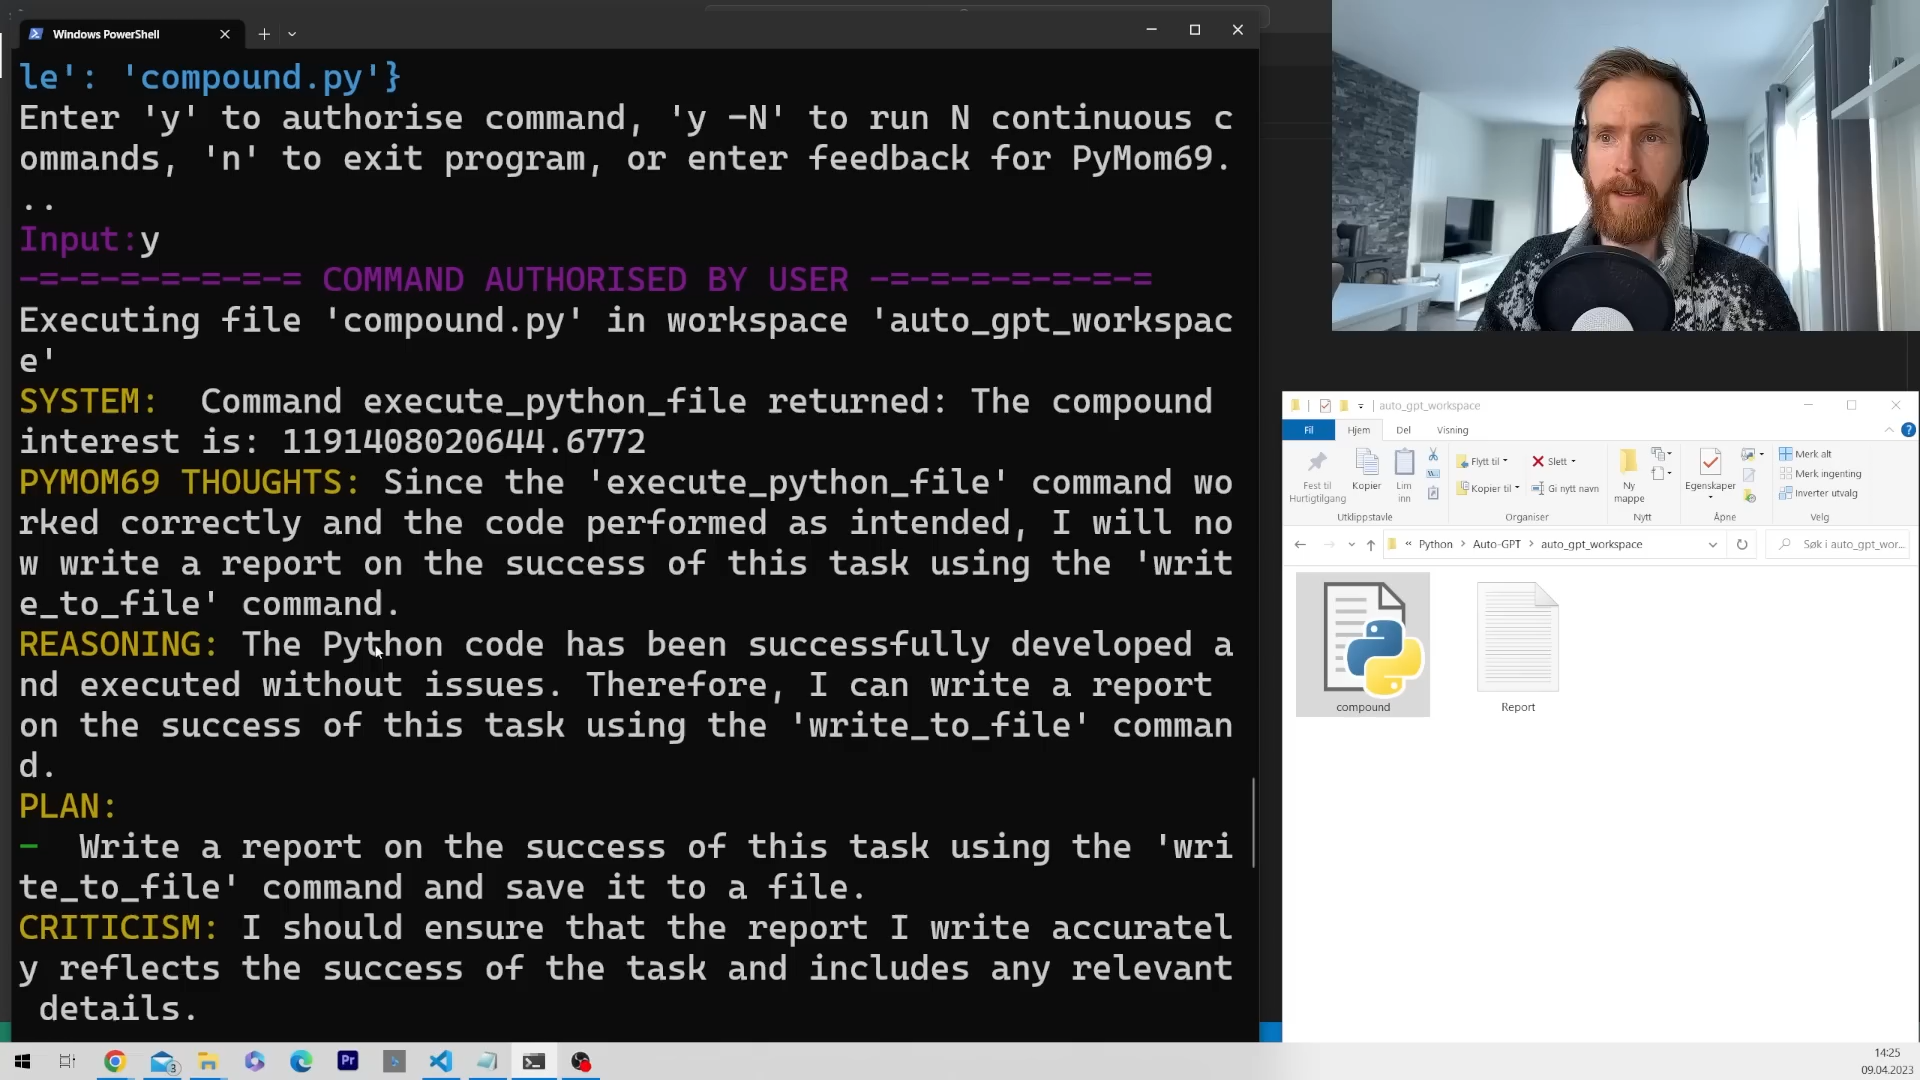 Windows PowerShell
le': 'compound.py'}
Enter 'y' to authorise command, 'y -N' to run N continuous c
ommands, 'n' to exit program, or enter feedback for PyMom69.
..
Input:y
-=-=-=-=-=-=-= COMMAND AUTHORISED BY USER -=-=-=-=-=-=-=
Executing file 'compound.py' in workspace 'auto_gpt_workspac
e'
SYSTEM:  Command execute_python_file returned: The compound
interest is: 1191408020644.6772
PYMOM69 THOUGHTS: Since the 'execute_python_file' command wo
rked correctly and the code performed as intended, I will no
w write a report on the success of this task using the 'writ
e_to_file' command.
REASONING: The Python code has been successfully developed a
nd executed without issues. Therefore, I can write a report
on the success of this task using the 'write_to_file' comman
d.
PLAN:
-  Write a report on the success of this task using the 'wri
te_to_file' command and save it to a file.
CRITICISM: I should ensure that the report I write accuratel
y reflects the success of the task and includes any relevant
 details.
auto_gpt_workspace
Fil Hjem Del Visning
Fest til Hurtigtilgang
Kopier
Lim inn
Utklippstavle
Flytt til
Kopier til
Slett
Gi nytt navn
Organiser
Ny mappe
Nytt
Egenskaper
Åpne
Merk alt
Merk ingenting
Inverter utvalg
Velg
« Python > Auto-GPT > auto_gpt_workspace
Søk i auto_gpt_wor...
compound
Report
3
Pr
14:25
09.04.2023